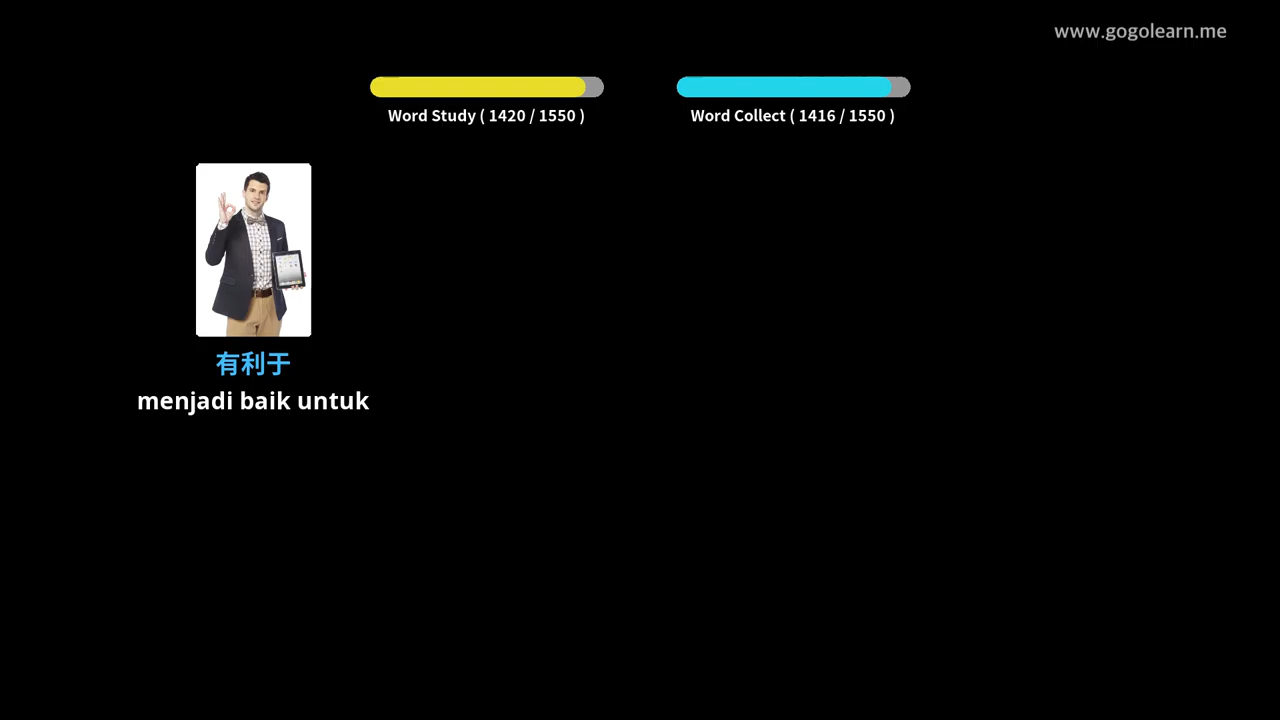 www.gogolearn.me
Word Study ( 1420 / 1550 )
Word Collect ( 1416 / 1550 )
有利于
menjadi baik untuk